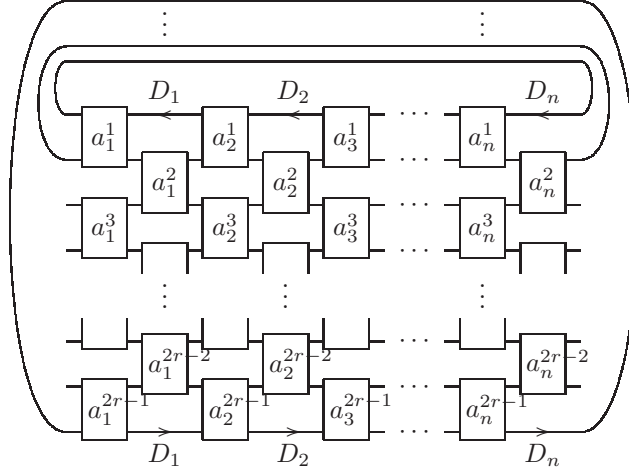 ⋮ ⋮
D_1 D_2 D_n
a_1^1 a_2^1 a_3^1 ⋯ a_n^1
⋯
a_1^2 a_2^2 a_n^2
⋯
a_1^3 a_2^3 a_3^3 a_n^3
⋯
⋮ ⋮ ⋮
⋯
a_1^{2r-2} a_2^{2r-2} a_n^{2r-2}
⋯
a_1^{2r-1} a_2^{2r-1} a_3^{2r-1} a_n^{2r-1}
⋯
D_1 D_2 D_n